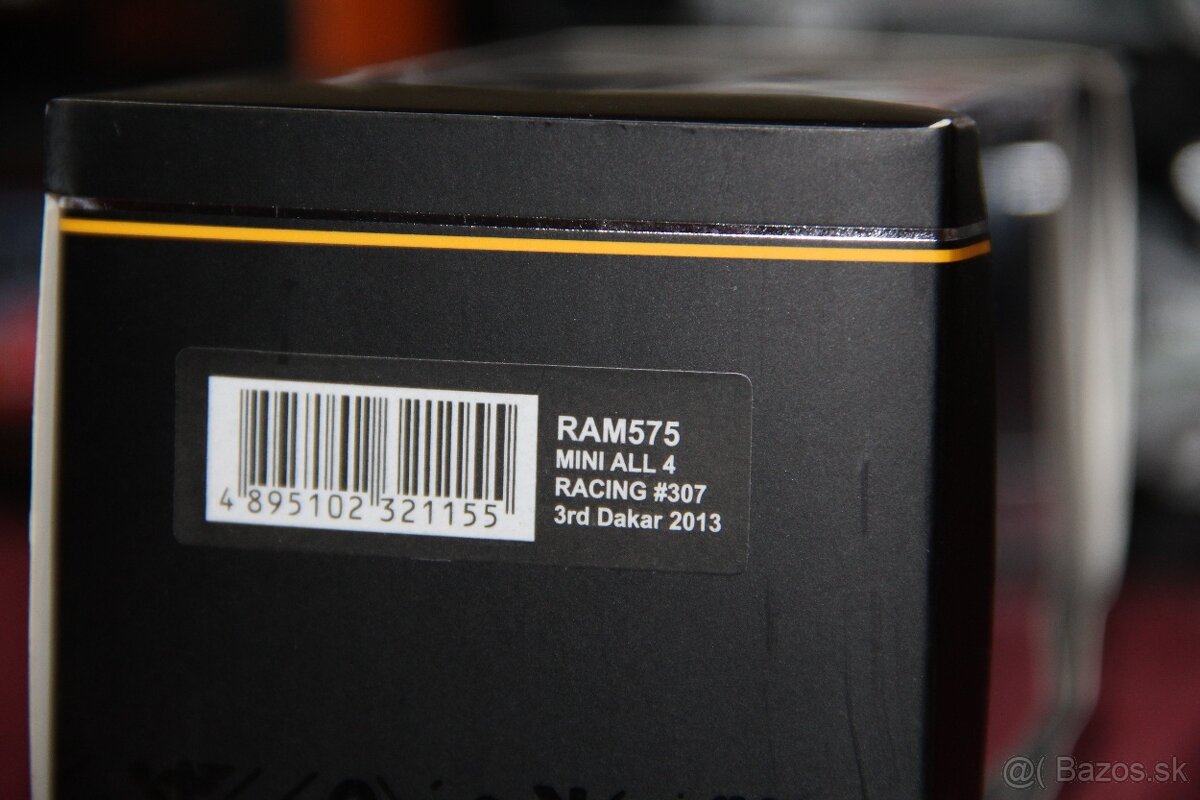 RAM575
MINI ALL 4
RACING #307
3rd Dakar 2013
4 895102 321155
@( Bazos.sk